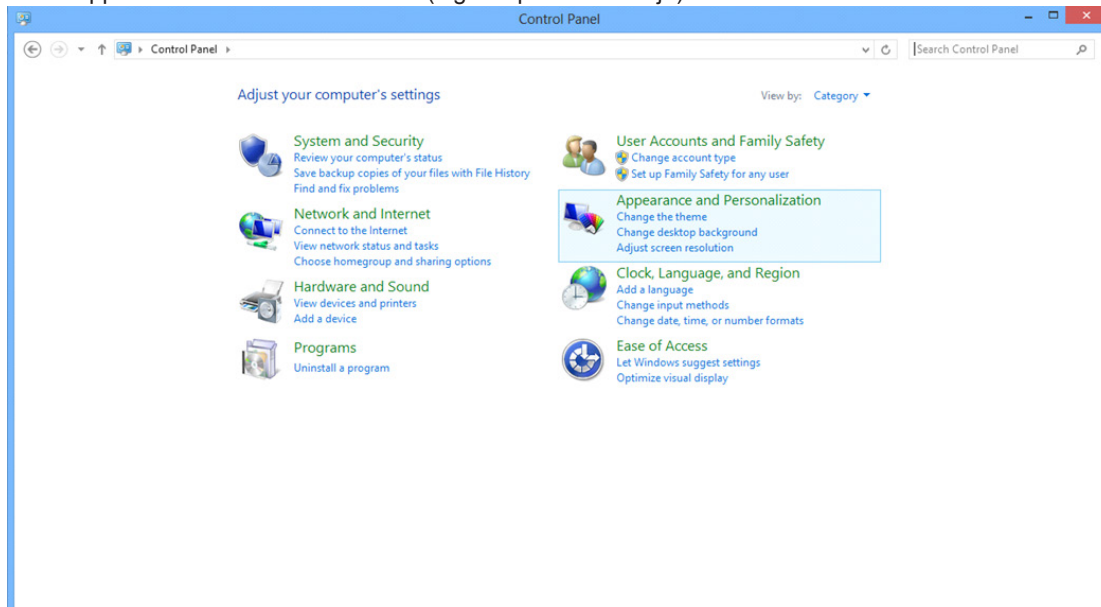 Control Panel
Control Panel
Search Control Panel
Adjust your computer's settings
View by: Category
System and Security
Review your computer's status
Save backup copies of your files with File History
Find and fix problems
Network and Internet
Connect to the Internet
View network status and tasks
Choose homegroup and sharing options
Hardware and Sound
View devices and printers
Add a device
Programs
Uninstall a program
User Accounts and Family Safety
Change account type
Set up Family Safety for any user
Appearance and Personalization
Change the theme
Change desktop background
Adjust screen resolution
Clock, Language, and Region
Add a language
Change input methods
Change date, time, or number formats
Ease of Access
Let Windows suggest settings
Optimize visual display